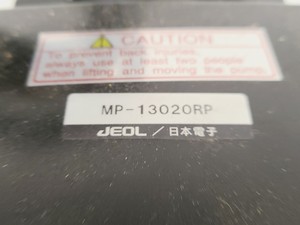 CAUTION
To prevent back injuries,
always use at least two people
when lifting and moving the pump.
MP-13020RP
JEOL / 日本電子